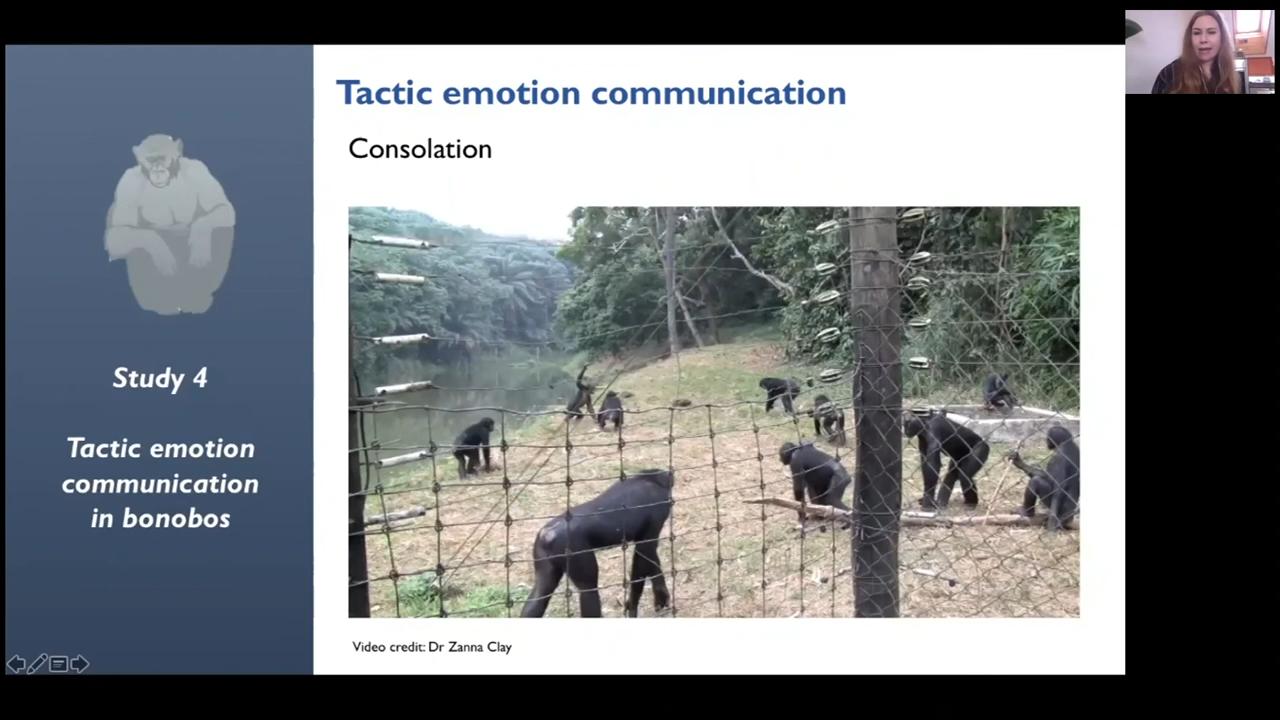 Tactic emotion communication
Consolation
Study 4
Tactic emotion
communication
in bonobos
Video credit: Dr Zanna Clay